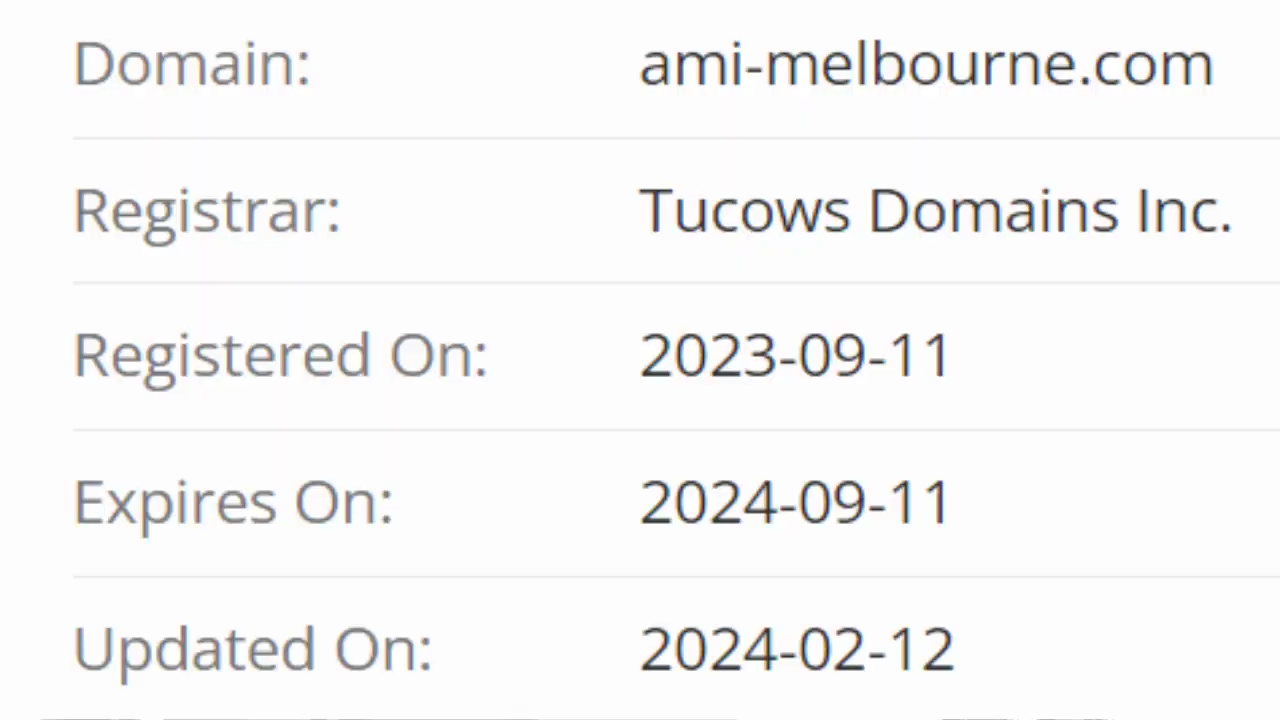 Domain: ami-melbourne.com
Registrar: Tucows Domains Inc.
Registered On: 2023-09-11
Expires On: 2024-09-11
Updated On: 2024-02-12